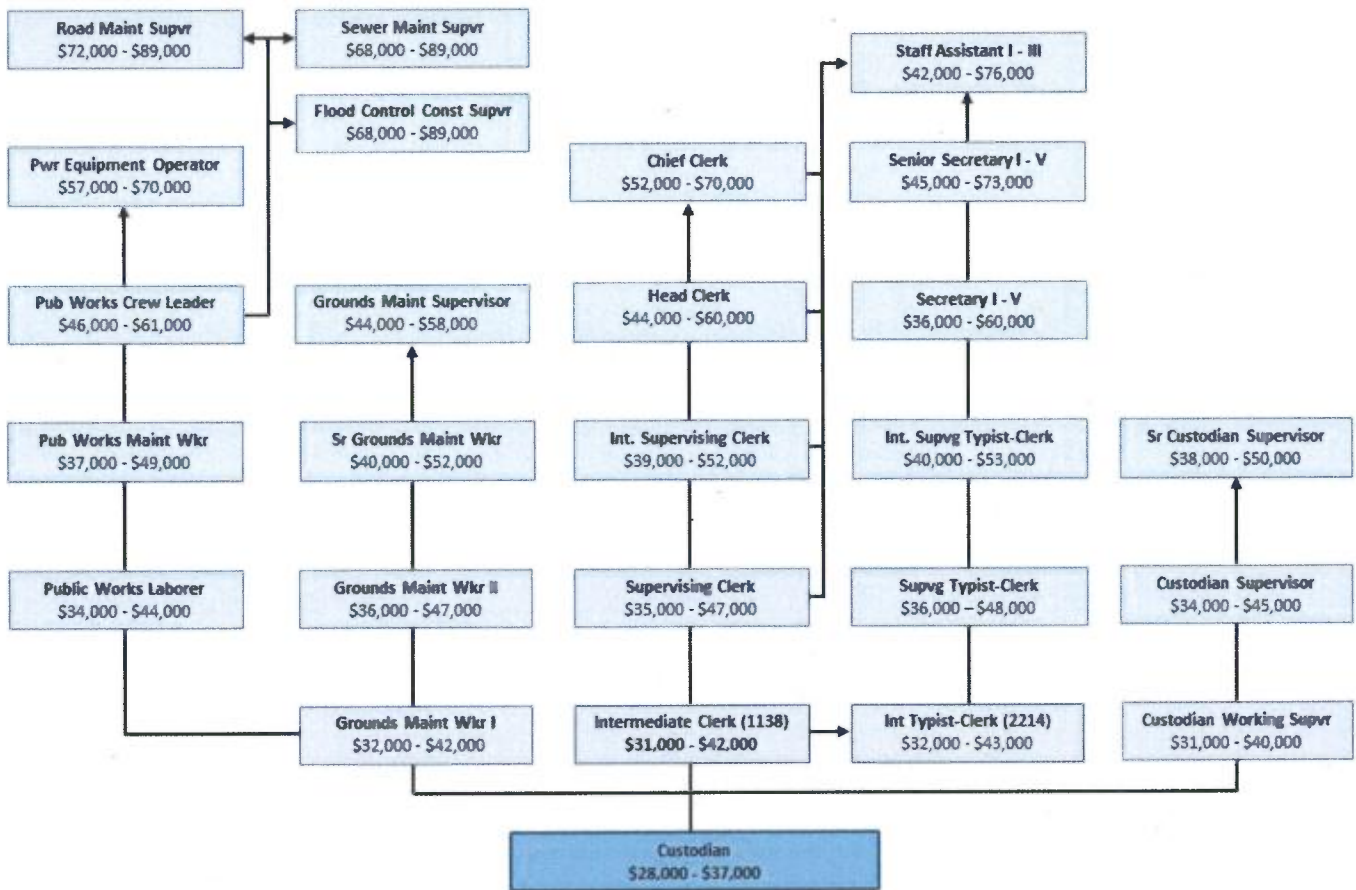 Road Maint Supvr
$72,000 - $89,000
Sewer Maint Supvr
$68,000 - $89,000
Staff Assistant I - III
$42,000 - $76,000
Flood Control Const Supvr
$68,000 - $89,000
Pwr Equipment Operator
$57,000 - $70,000
Chief Clerk
$52,000 - $70,000
Senior Secretary I - V
$45,000 - $73,000
Pub Works Crew Leader
$46,000 - $61,000
Grounds Maint Supervisor
$44,000 - $58,000
Head Clerk
$44,000 - $60,000
Secretary I - V
$36,000 - $60,000
Pub Works Maint Wkr
$37,000 - $49,000
Sr Grounds Maint Wkr
$40,000 - $52,000
Int. Supervising Clerk
$39,000 - $52,000
Int. Supvg Typist-Clerk
$40,000 - $53,000
Sr Custodian Supervisor
$38,000 - $50,000
Public Works Laborer
$34,000 - $44,000
Grounds Maint Wkr II
$36,000 - $47,000
Supervising Clerk
$35,000 - $47,000
Supvg Typist-Clerk
$36,000 – $48,000
Custodian Supervisor
$34,000 - $45,000
Grounds Maint Wkr I
$32,000 - $42,000
Intermediate Clerk (1138)
$31,000 - $42,000
Int Typist-Clerk (2214)
$32,000 - $43,000
Custodian Working Supvr
$31,000 - $40,000
Custodian
$28,000 - $37,000